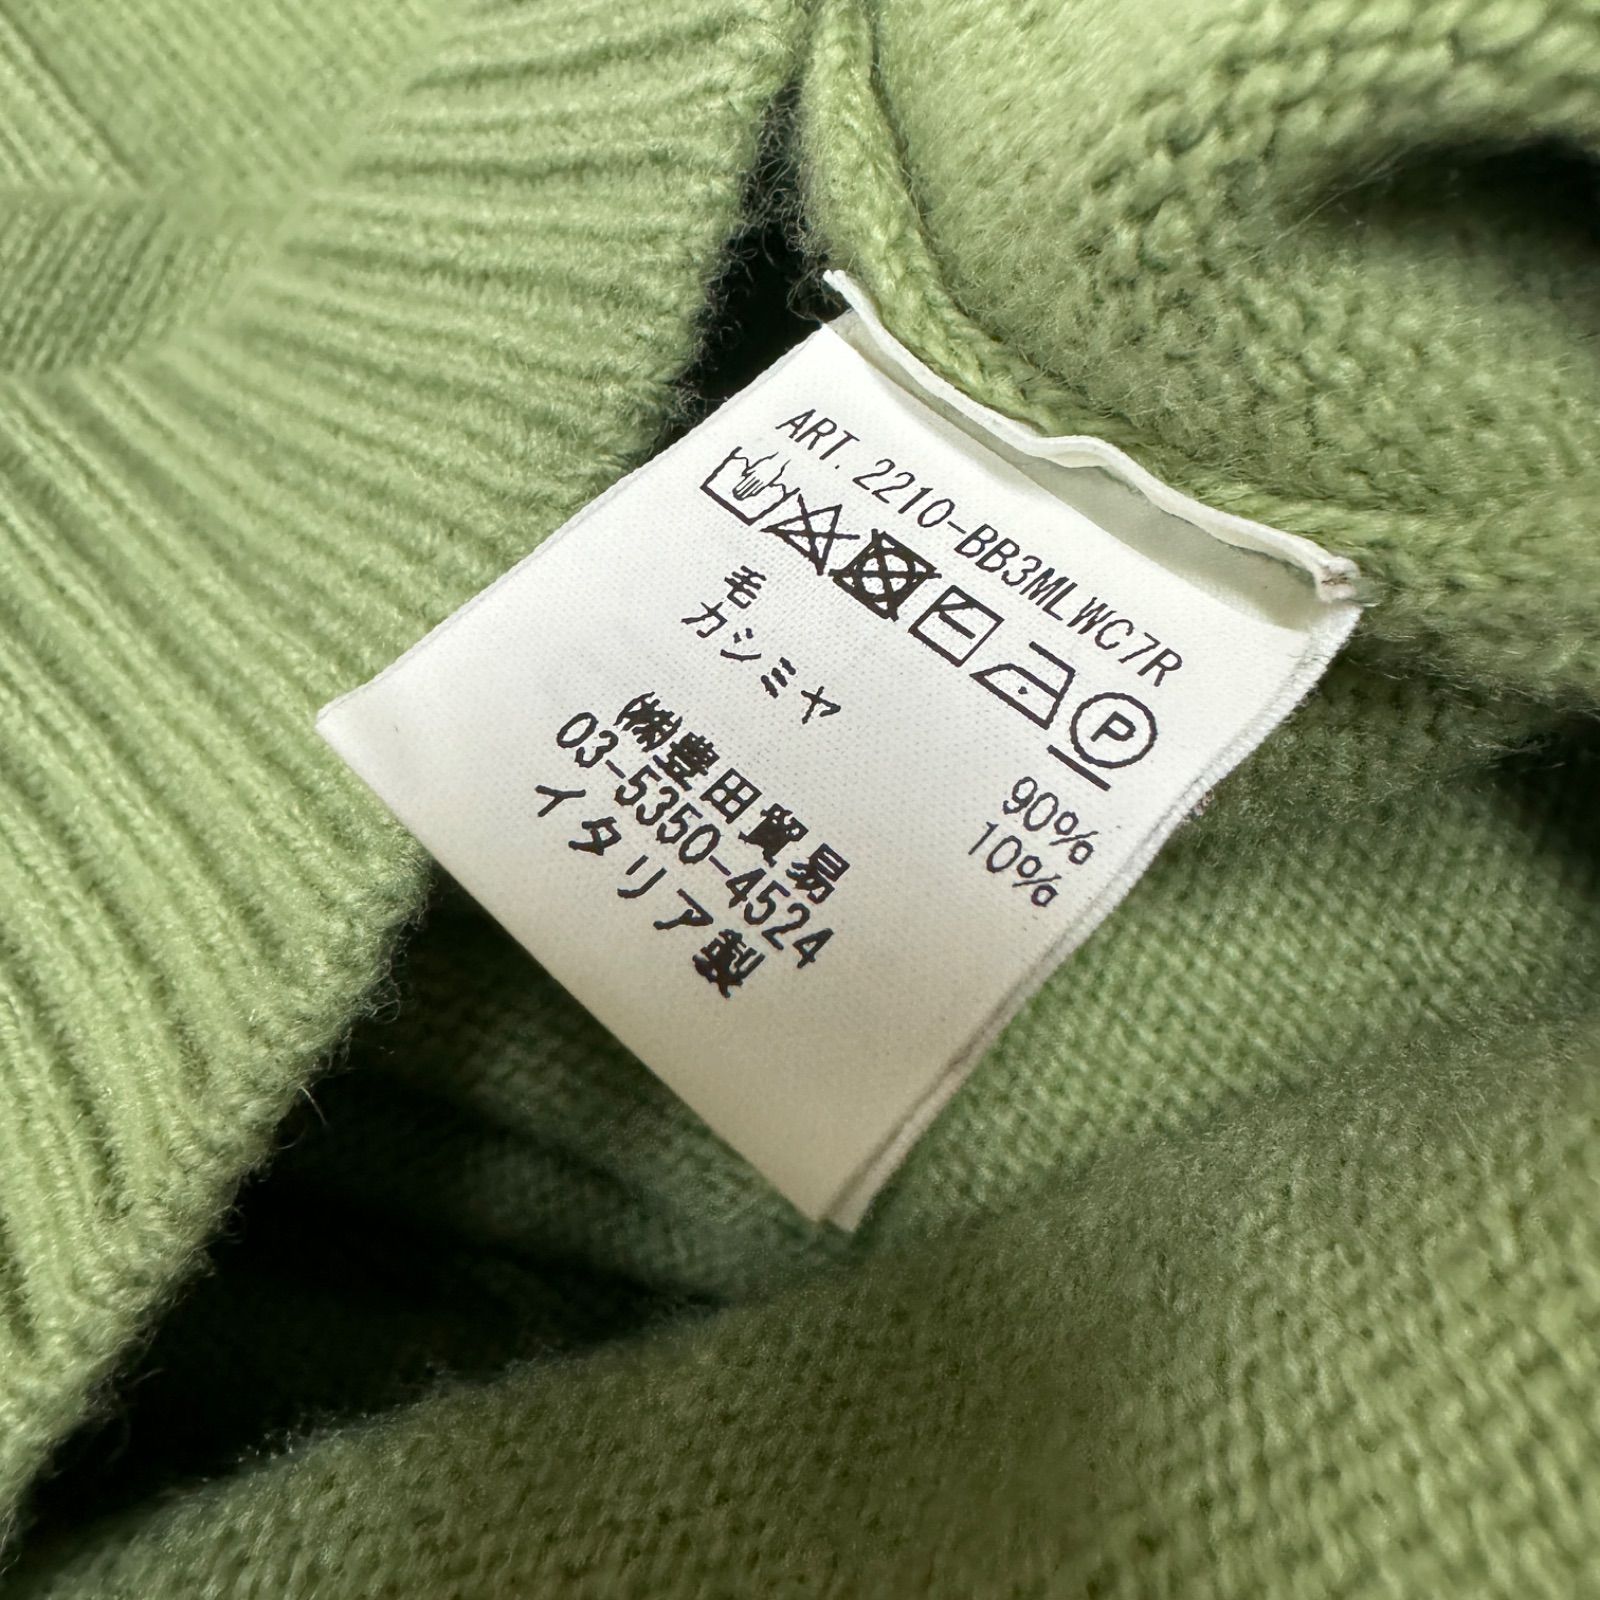 ART. 2210-BB3MLWC7R
P
毛 90%
カシミヤ 10%
㈱豊田貿易
03-5350-4524
イタリア製